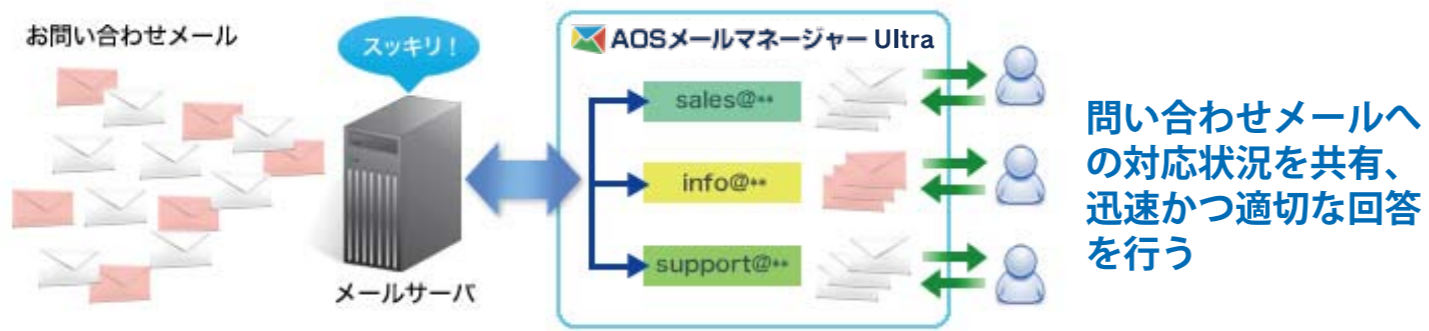 お問い合わせメール
スッキリ！
メールサーバ
AOSメールマネージャー Ultra
sales@**
info@**
support@**
問い合わせメールへ
の対応状況を共有、
迅速かつ適切な回答
を行う